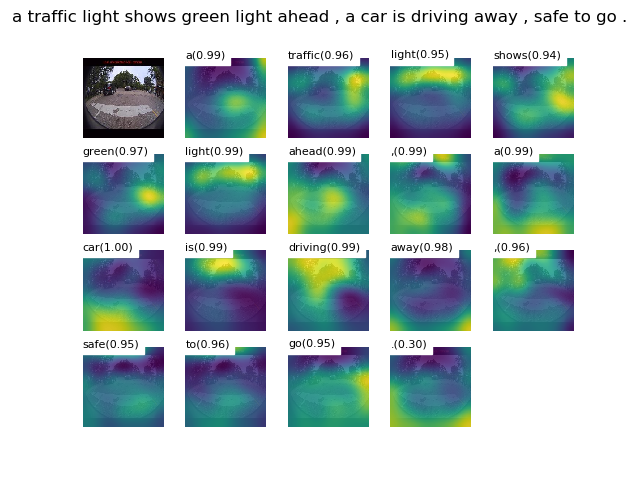 a traffic light shows green light ahead , a car is driving away , safe to go .
a(0.99) traffic(0.96) light(0.95) shows(0.94)
green(0.97) light(0.99) ahead(0.99) ,(0.99) a(0.99)
car(1.00) is(0.99) driving(0.99) away(0.98) ,(0.96)
safe(0.95) to(0.96) go(0.95) .(0.30)